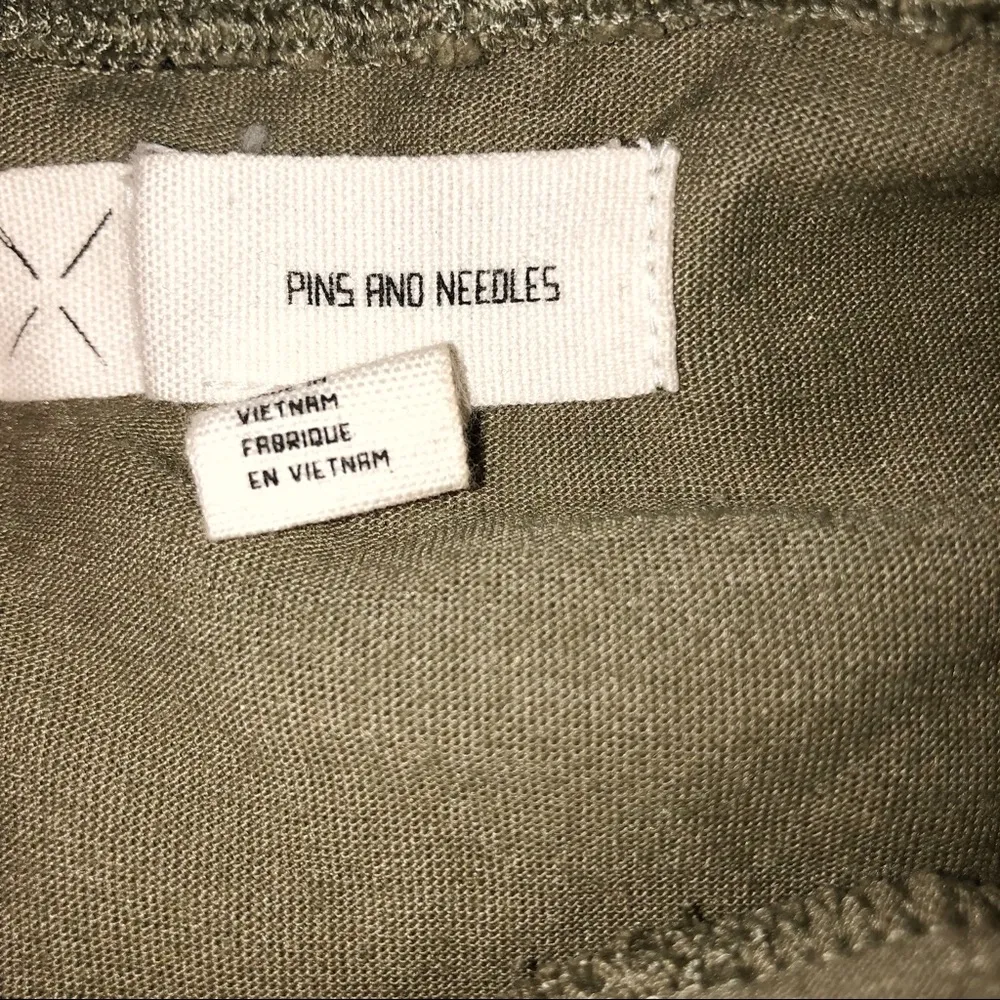 PINS AND NEEDLES
VIETNAM
FABRIQUE
EN VIETNAM